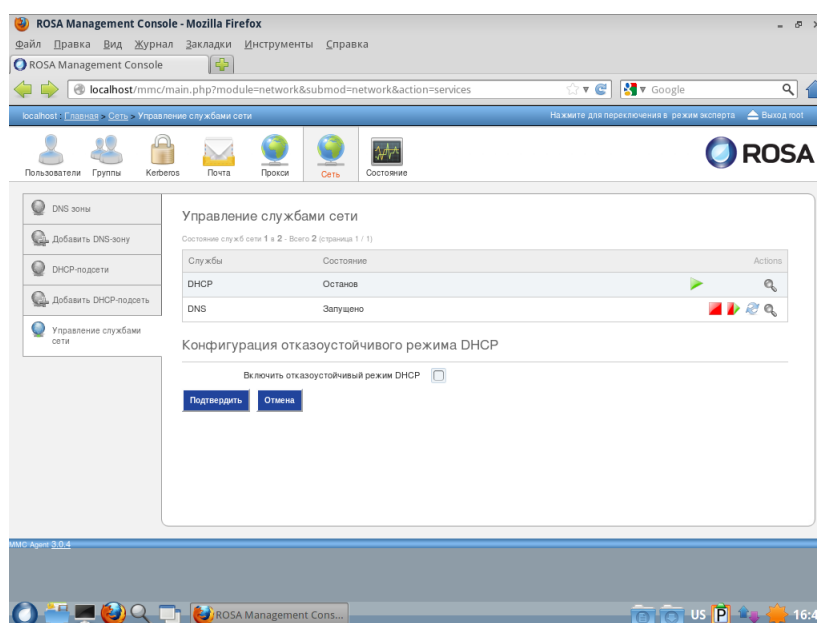 ROSA Management Console - Mozilla Firefox
Файл Правка Вид Журнал Закладки Инструменты Справка
ROSA Management Console
localhost/mmc/main.php?module=network&submod=network&action=services
Google
localhost : Главная » Сеть » Управление службами сети
Нажмите для переключения в режим эксперта
Выход root
Пользователи Группы Kerberos Почта Прокси Сеть Состояние
ROSA
DNS зоны
Добавить DNS-зону
DHCP-подсети
Добавить DHCP-подсеть
Управление службами
сети
Управление службами сети
Состояние служб сети 1 в 2 - Всего 2 (страница 1 / 1)
Службы Состояние Actions
DHCP Останов
DNS Запущено
Конфигурация отказоустойчивого режима DHCP
Включить отказоустойчивый режим DHCP
Подтвердить Отмена
MMC Agent 3.0.4
ROSA Management Cons...
US P 16:4